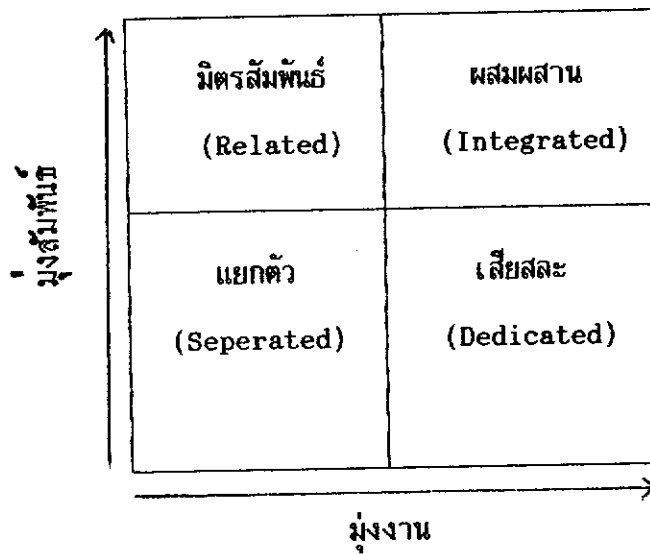 มิตรสัมพันธ์
(Related)
ผสมผสาน
(Integrated)
มุ่งสัมพันธ์
แยกตัว
(Seperated)
เสียสละ
(Dedicated)
มุ่งงาน